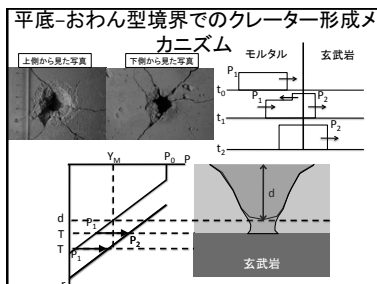 平底–おわん型境界でのクレーター形成メ
カニズム
上側から見た写真
下側から見た写真
モルタル
玄武岩
P1
t0
P1
P2
t1
P2
t2
YM
P0
P
d
P1
T
P2
T
P1
r
d
玄武岩